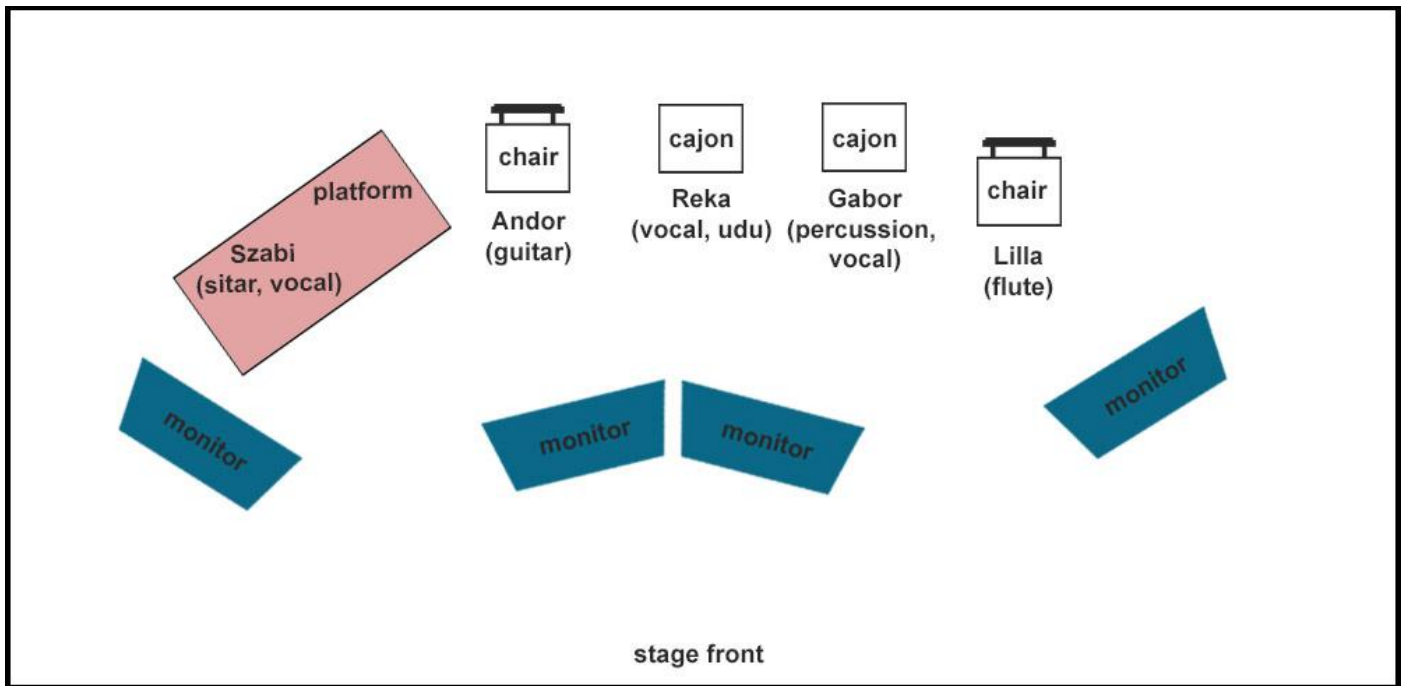 platform
Szabi
(sitar, vocal)
chair
Andor
(guitar)
cajon
Reka
(vocal, udu)
cajon
Gabor
(percussion,
vocal)
chair
Lilla
(flute)
monitor
monitor
monitor
monitor
stage front